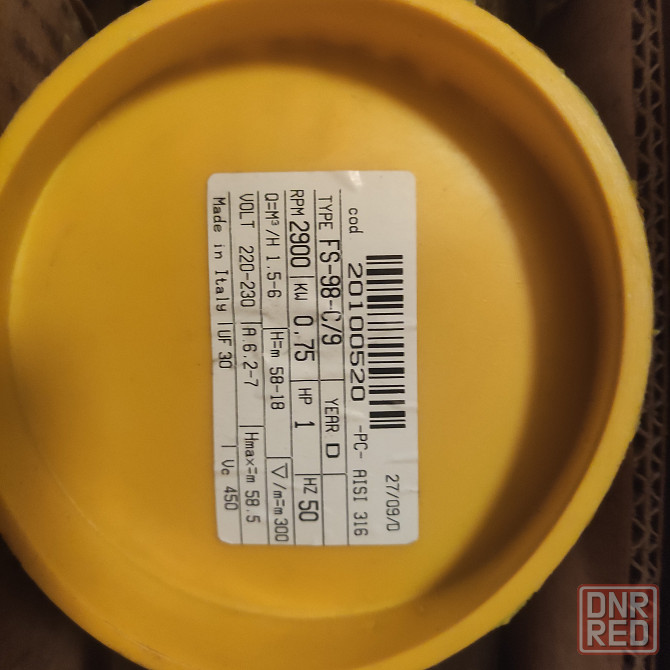 27/09/D
cod 20100520 -PC- AISI 316
TYPE FS-98-C/9 YEAR D
RPM 2900 KW 0,75 HP 1 HZ 50
Q=M³/H 1.5-6 H=m 58-18 ▽/m=m 300
VOLT 220-230 A.6.2-7 Hmax=m 58.5
Made in Italy UF 30 Vc 450
DNR
RED